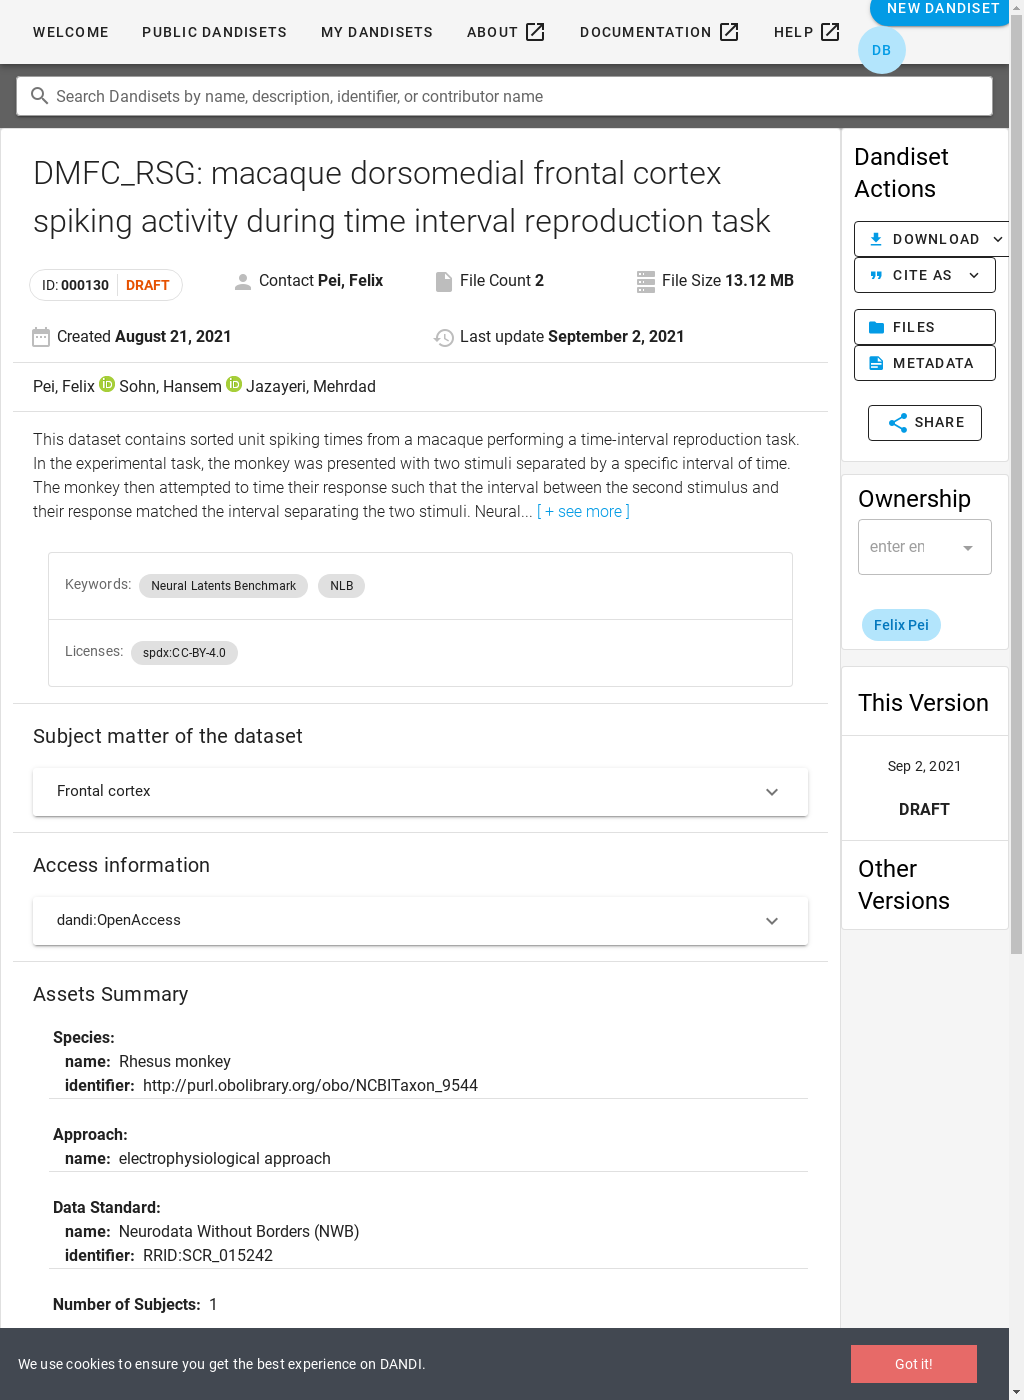 WELCOME PUBLIC DANDISETS MY DANDISETS ABOUT DOCUMENTATION HELP NEW DANDISET
DB
Search Dandisets by name, description, identifier, or contributor name
DMFC_RSG: macaque dorsomedial frontal cortex
spiking activity during time interval reproduction task
ID: 000130 DRAFT Contact Pei, Felix File Count 2 File Size 13.12 MB
Created August 21, 2021 Last update September 2, 2021
Pei, Felix iD Sohn, Hansem iD Jazayeri, Mehrdad
This dataset contains sorted unit spiking times from a macaque performing a time-interval reproduction task.
In the experimental task, the monkey was presented with two stimuli separated by a specific interval of time.
The monkey then attempted to time their response such that the interval between the second stimulus and
their response matched the interval separating the two stimuli. Neural... [ + see more ]
Keywords: Neural Latents Benchmark NLB
Licenses: spdx:CC-BY-4.0
Subject matter of the dataset
Frontal cortex
Access information
dandi:OpenAccess
Assets Summary
Species:
name: Rhesus monkey
identifier: http://purl.obolibrary.org/obo/NCBITaxon_9544
Approach:
name: electrophysiological approach
Data Standard:
name: Neurodata Without Borders (NWB)
identifier: RRID:SCR_015242
Number of Subjects: 1
Dandiset
Actions
DOWNLOAD
CITE AS
FILES
METADATA
SHARE
Ownership
enter en
Felix Pei
This Version
Sep 2, 2021
DRAFT
Other
Versions
We use cookies to ensure you get the best experience on DANDI. Got it!